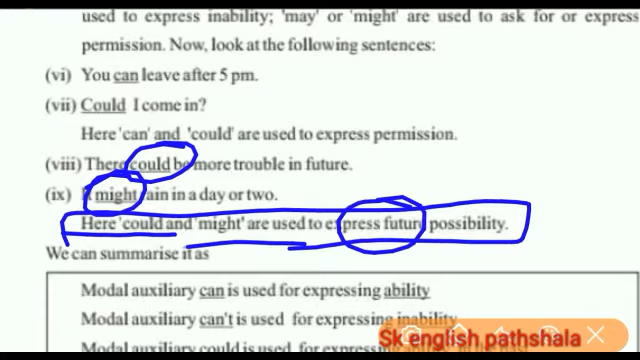 used to express inability; 'may' or 'might' are used to ask for or express
permission. Now, look at the following sentences:
(vi) You can leave after 5 pm.
(vii) Could I come in?
Here 'can' and 'could' are used to express permission.
(viii) There could be more trouble in future.
(ix) It might rain in a day or two.
Here 'could and 'might' are used to express future possibility.
We can summarise it as
Modal auxiliary can is used for expressing ability
Modal auxiliary can't is used for expressing inability
Modal auxiliary could is used for expressing
Sk english pathshala